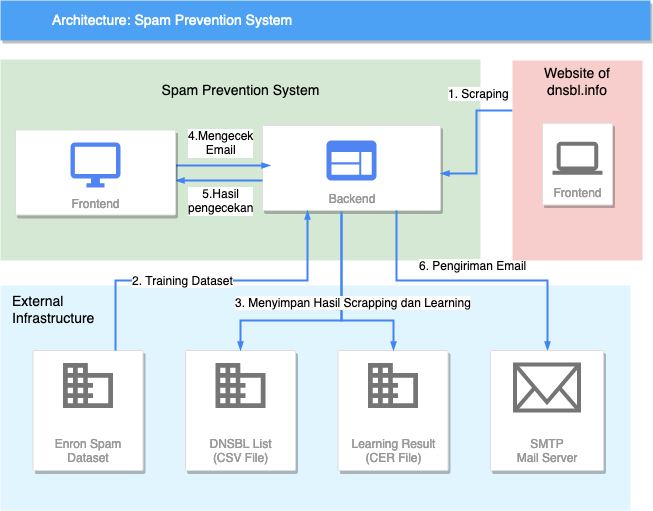 Architecture: Spam Prevention System
Spam Prevention System
Website of
dnsbl.info
1. Scraping
4.Mengecek
Email
Frontend
5.Hasil
pengecekan
Backend
Frontend
2. Training Dataset
6. Pengiriman Email
External
Infrastructure
3. Menyimpan Hasil Scrapping dan Learning
Enron Spam
Dataset
DNSBL List
(CSV File)
Learning Result
(CER File)
SMTP
Mail Server